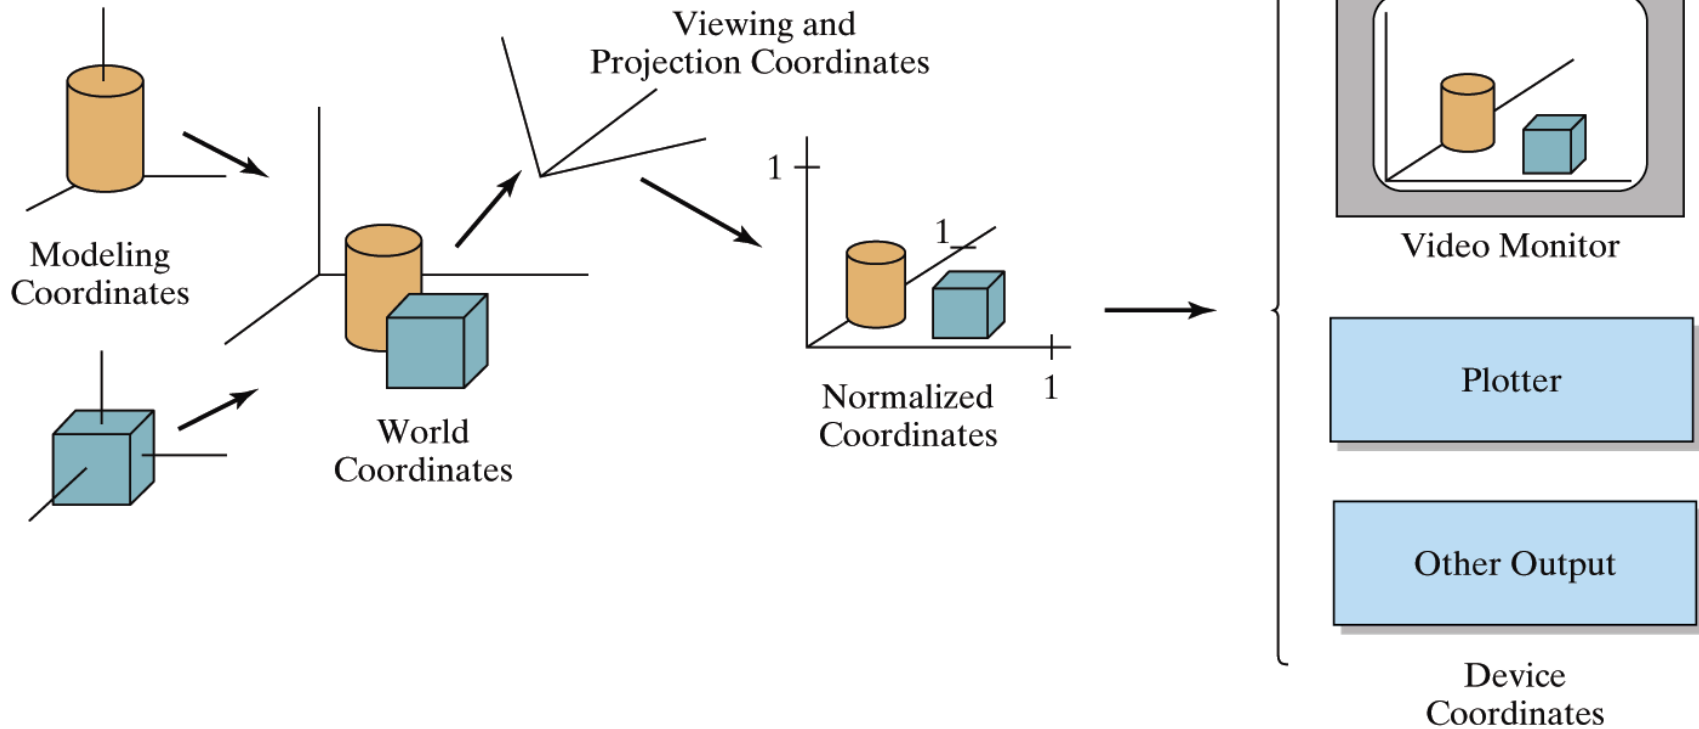 Viewing and
Projection Coordinates
Modeling
Coordinates
World
Coordinates
1
1
1
Normalized
Coordinates
Video Monitor
Plotter
Other Output
Device
Coordinates